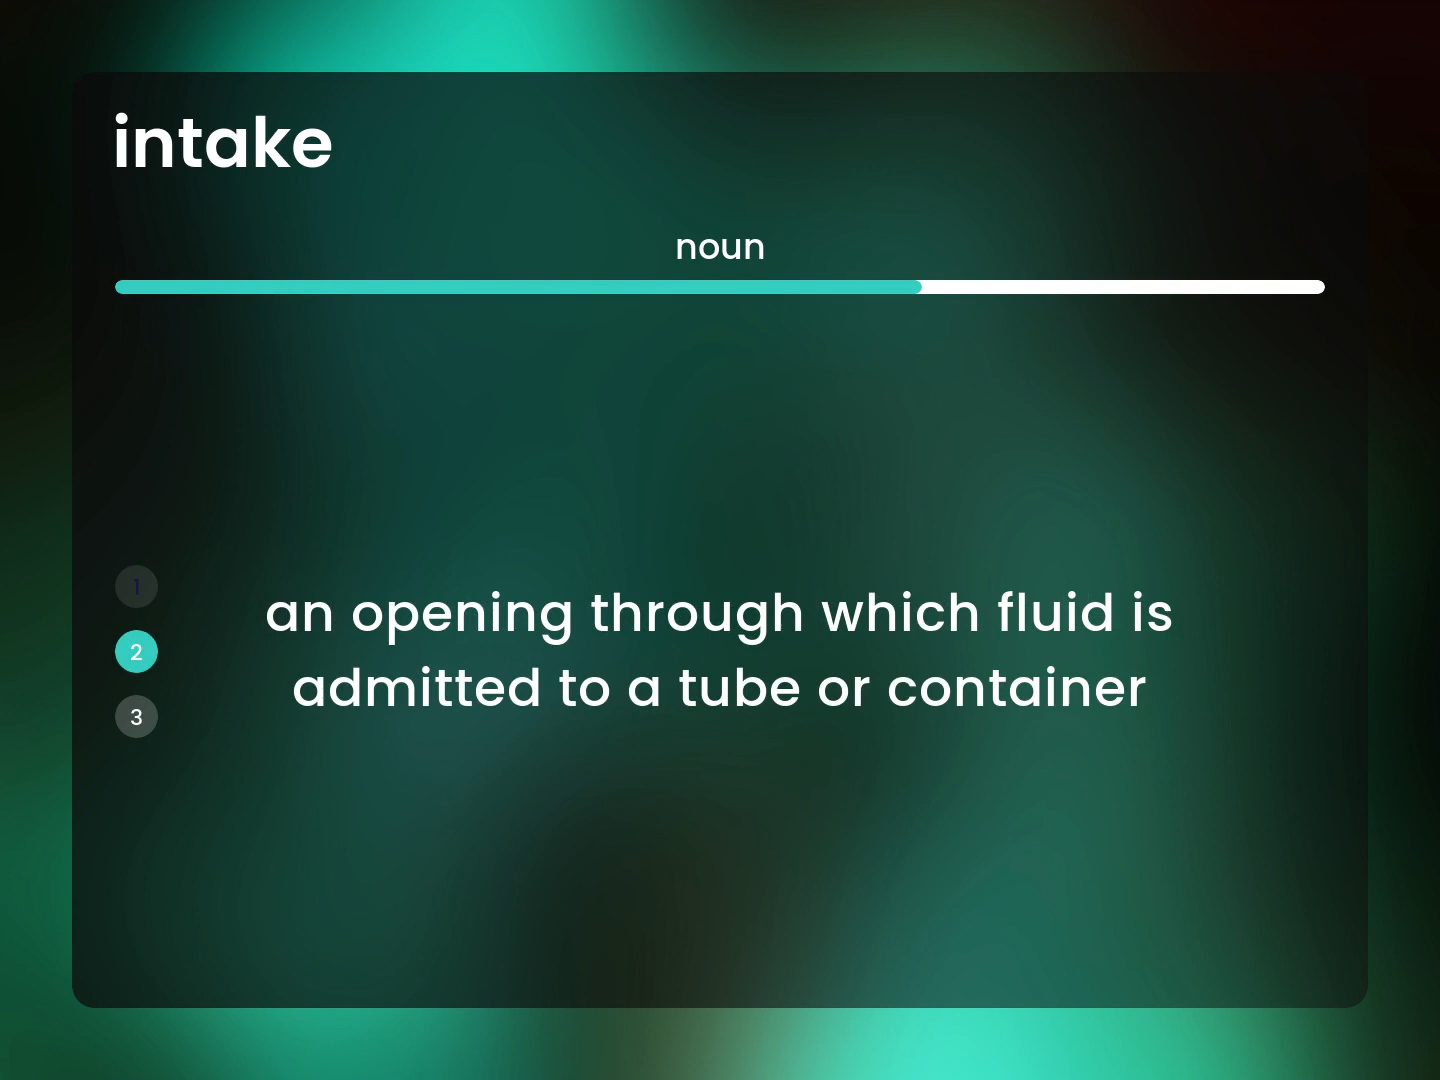 intake
noun
1
2
3
an opening through which fluid is
admitted to a tube or container